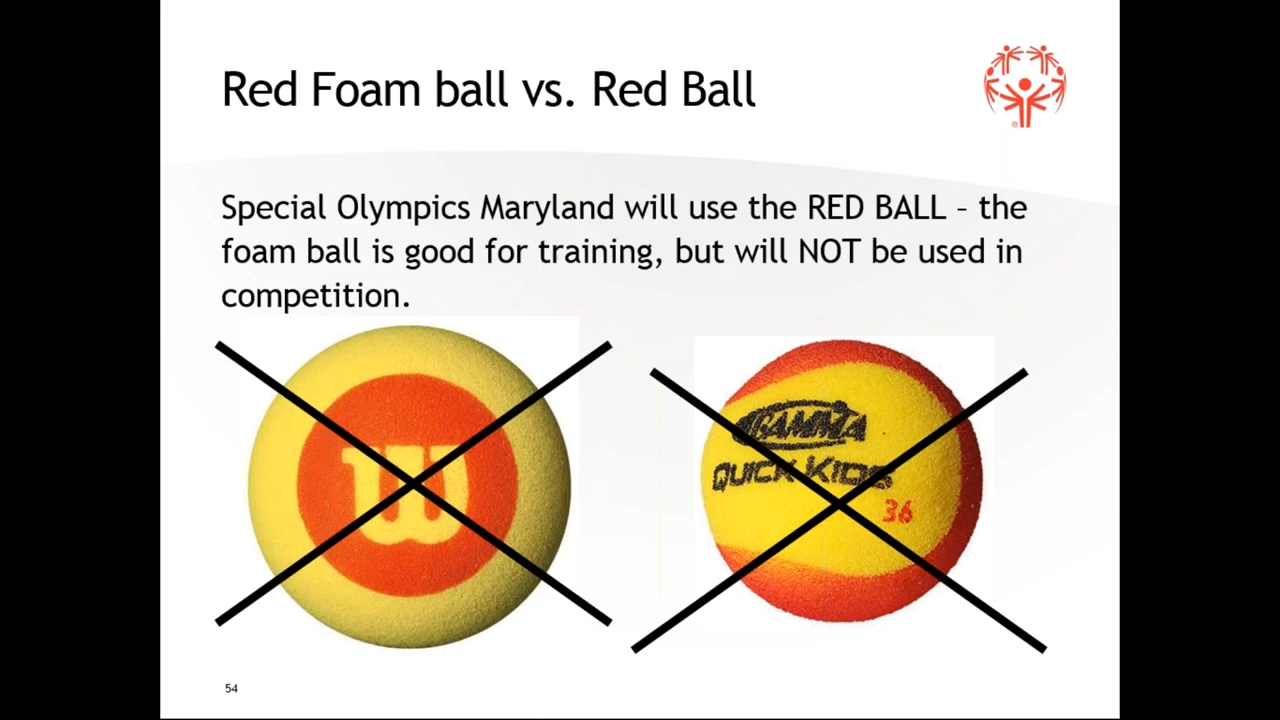 Red Foam ball vs. Red Ball
Special Olympics Maryland will use the RED BALL – the
foam ball is good for training, but will NOT be used in
competition.
W
GAMMA
QUICK KIDS
36
54
®